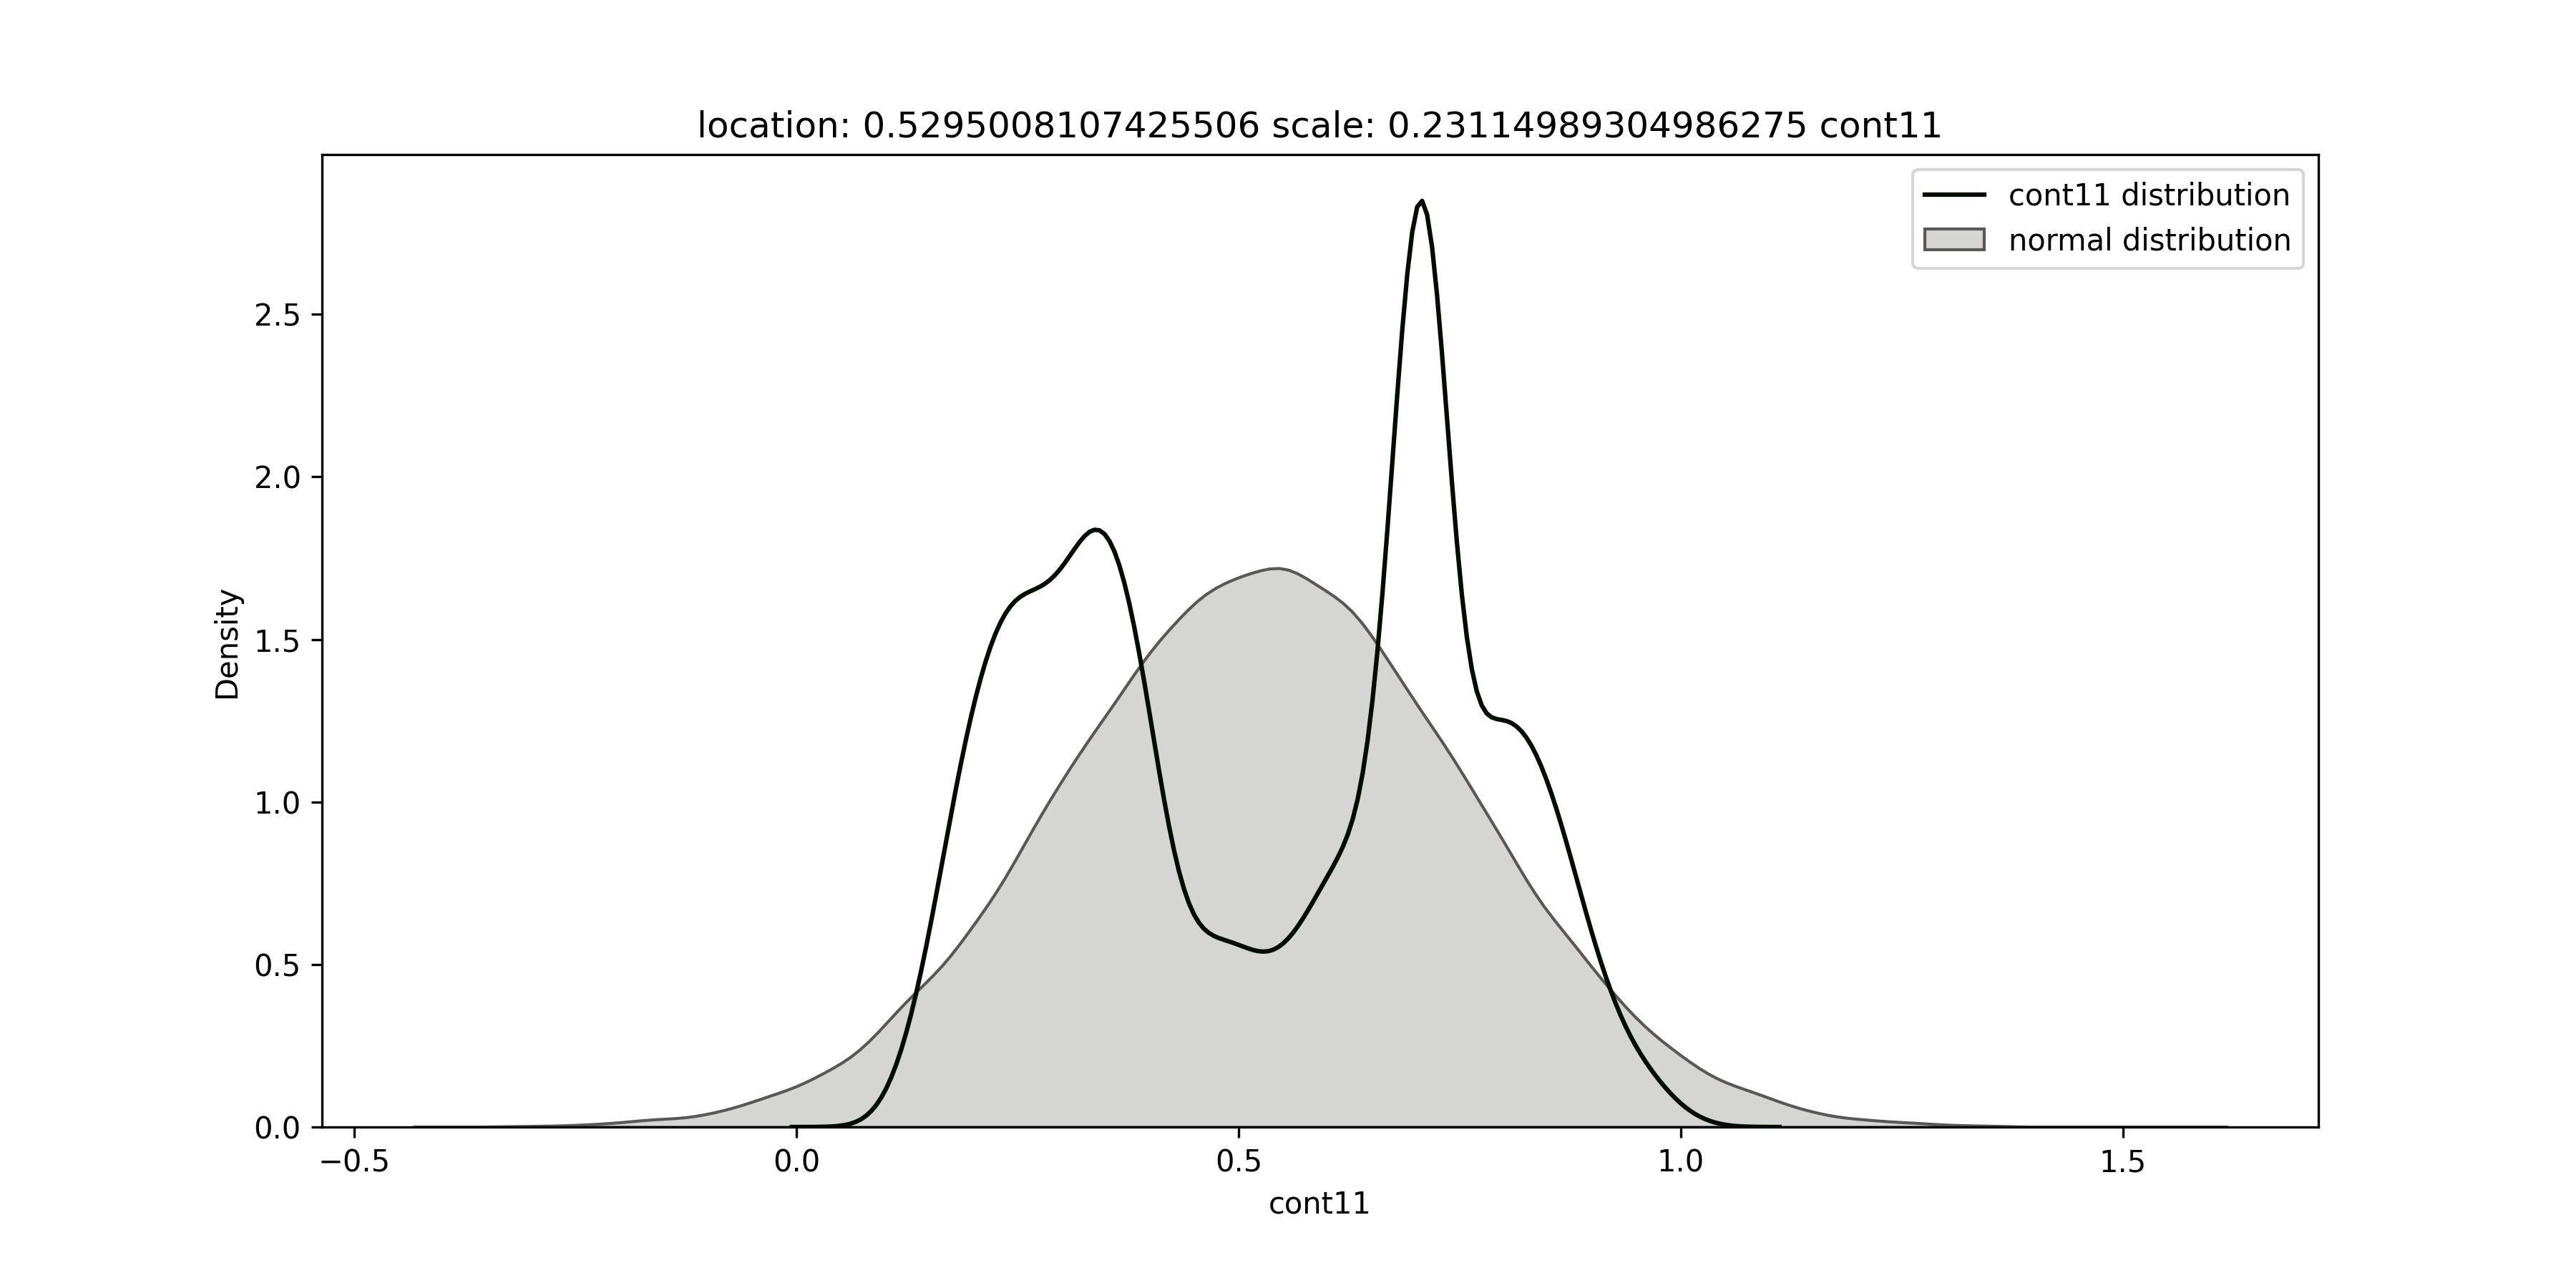 location: 0.5295008107425506 scale: 0.23114989304986275 cont11
cont11 distribution
normal distribution
Density
2.5
2.0
1.5
1.0
0.5
0.0
−0.5 0.0 0.5 1.0 1.5
cont11